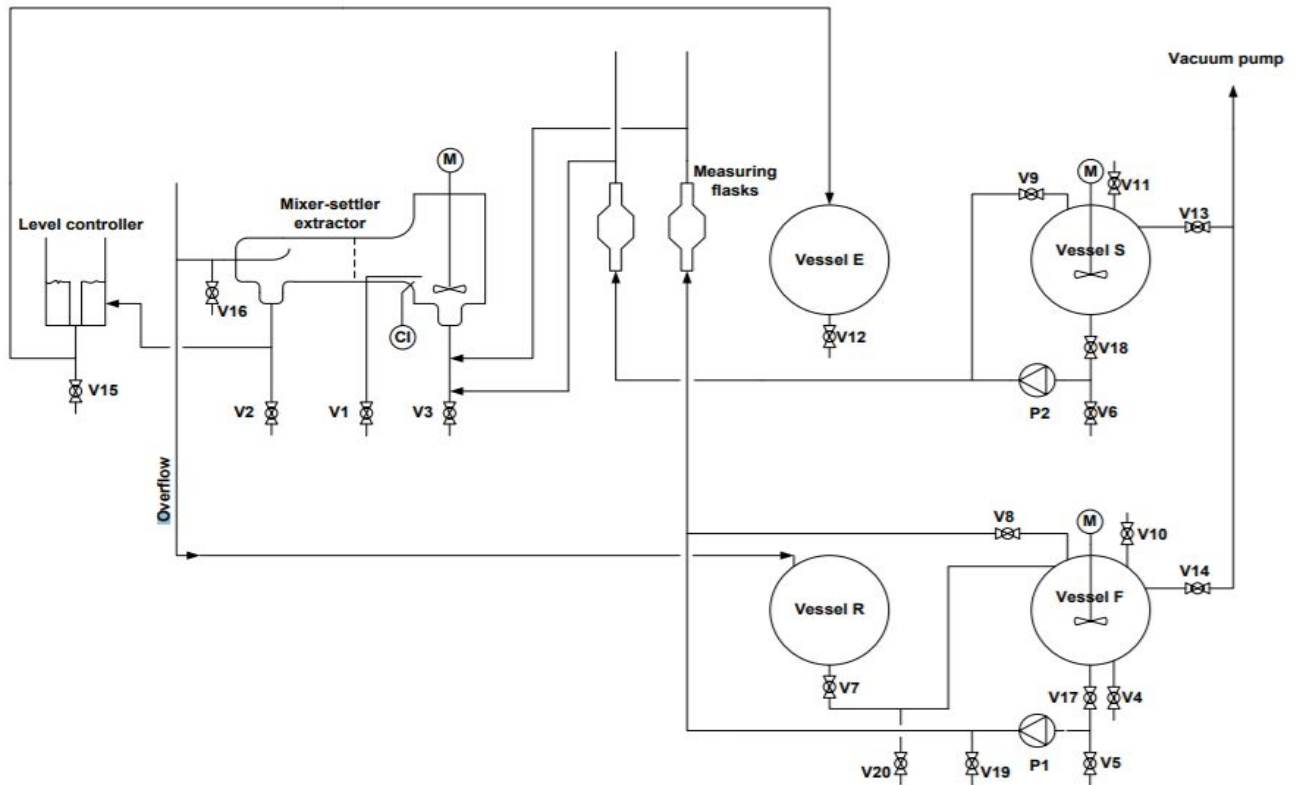 Vacuum pump
M
M
V9
V11
Measuring
flasks
Mixer-settler
extractor
V13
Level controller
Vessel E
Vessel S
V16
V12
CI
V18
V15
V2
V1
V3
P2
V6
Overflow
V8
M
V10
V14
Vessel R
Vessel F
V7
V17
V4
V20
V19
P1
V5